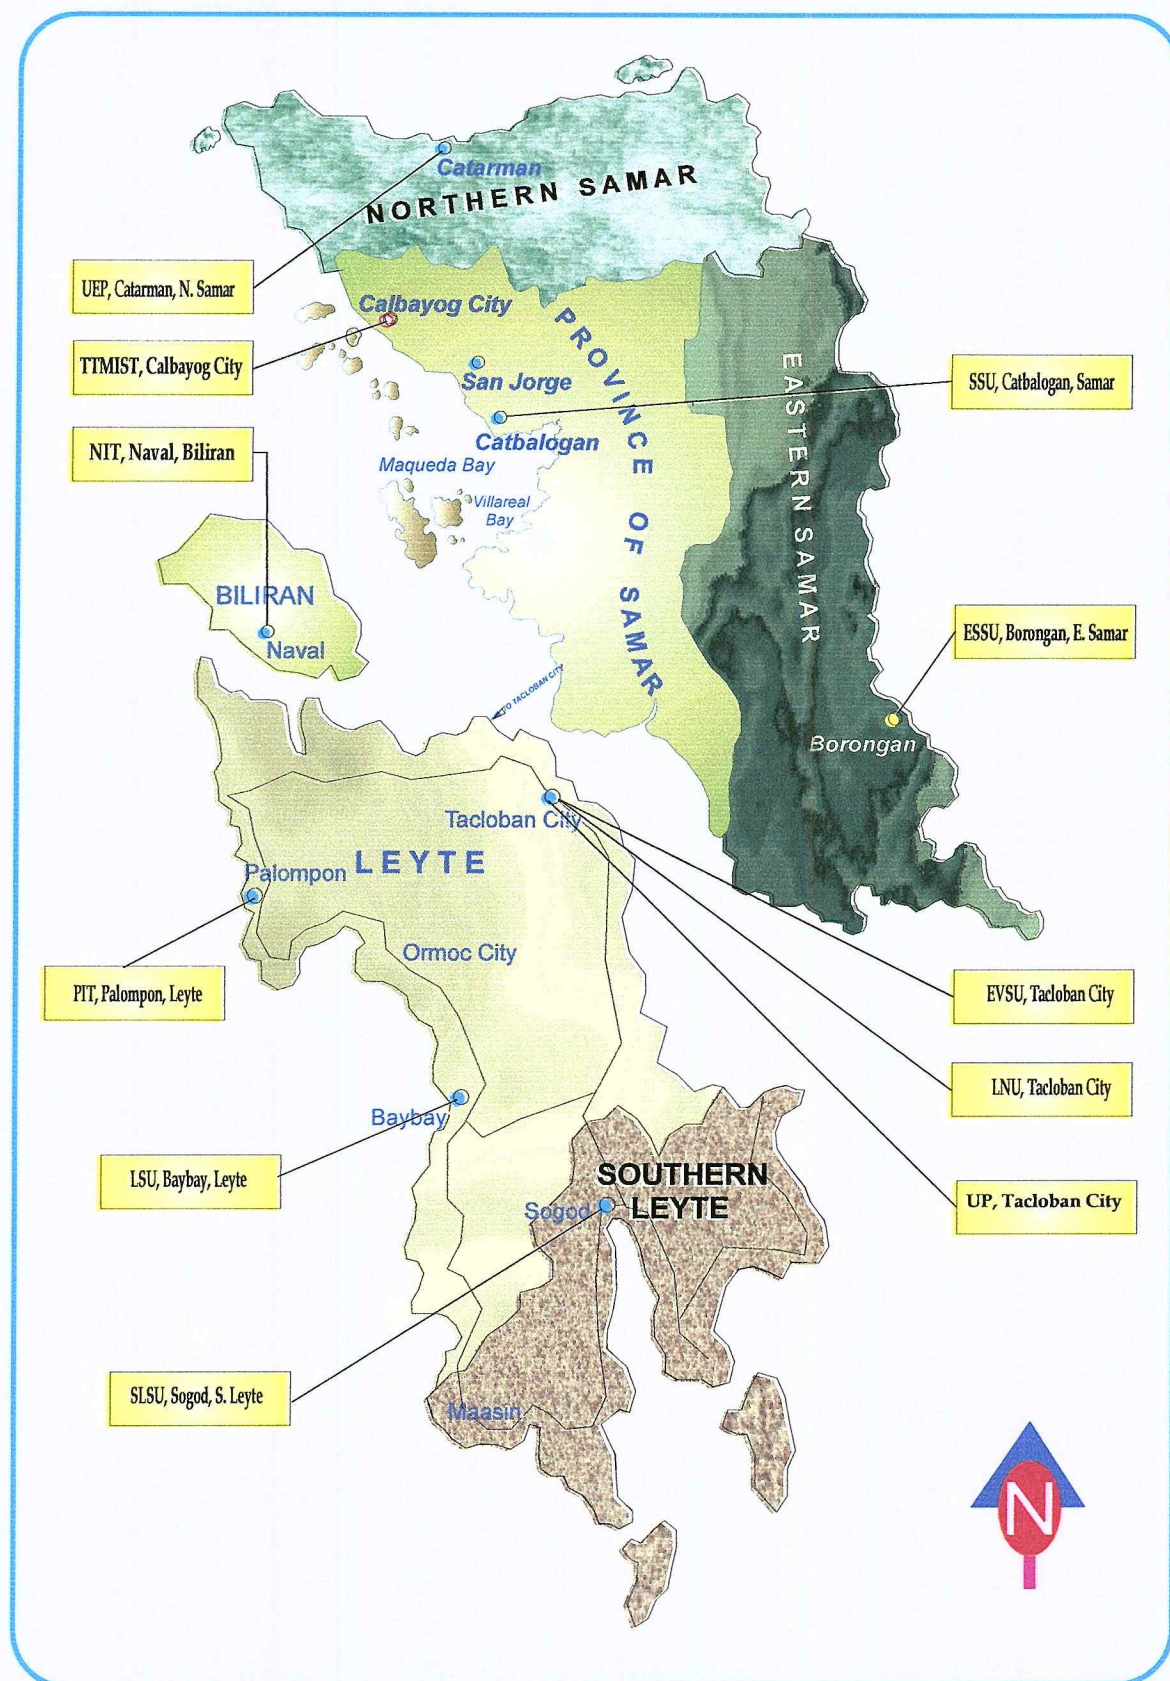 Catarman
NORTHERN SAMAR
UEP, Catarman, N. Samar
Calbayog City
TTMIST, Calbayog City
PROVINCE OF SAMAR
EASTERN SAMAR
San Jorge
SSU, Catbalogan, Samar
Catbalogan
NIT, Naval, Biliran
Maqueda Bay
Villareal
Bay
BILIRAN
Naval
ESSU, Borongan, E. Samar
TO TACLOBAN CITY
Borongan
Tacloban City
LEYTE
Palompon
Ormoc City
PIT, Palompon, Leyte
EVSU, Tacloban City
LNU, Tacloban City
Baybay
LSU, Baybay, Leyte
SOUTHERN
LEYTE
UP, Tacloban City
Sogod
SLSU, Sogod, S. Leyte
Maasin
N